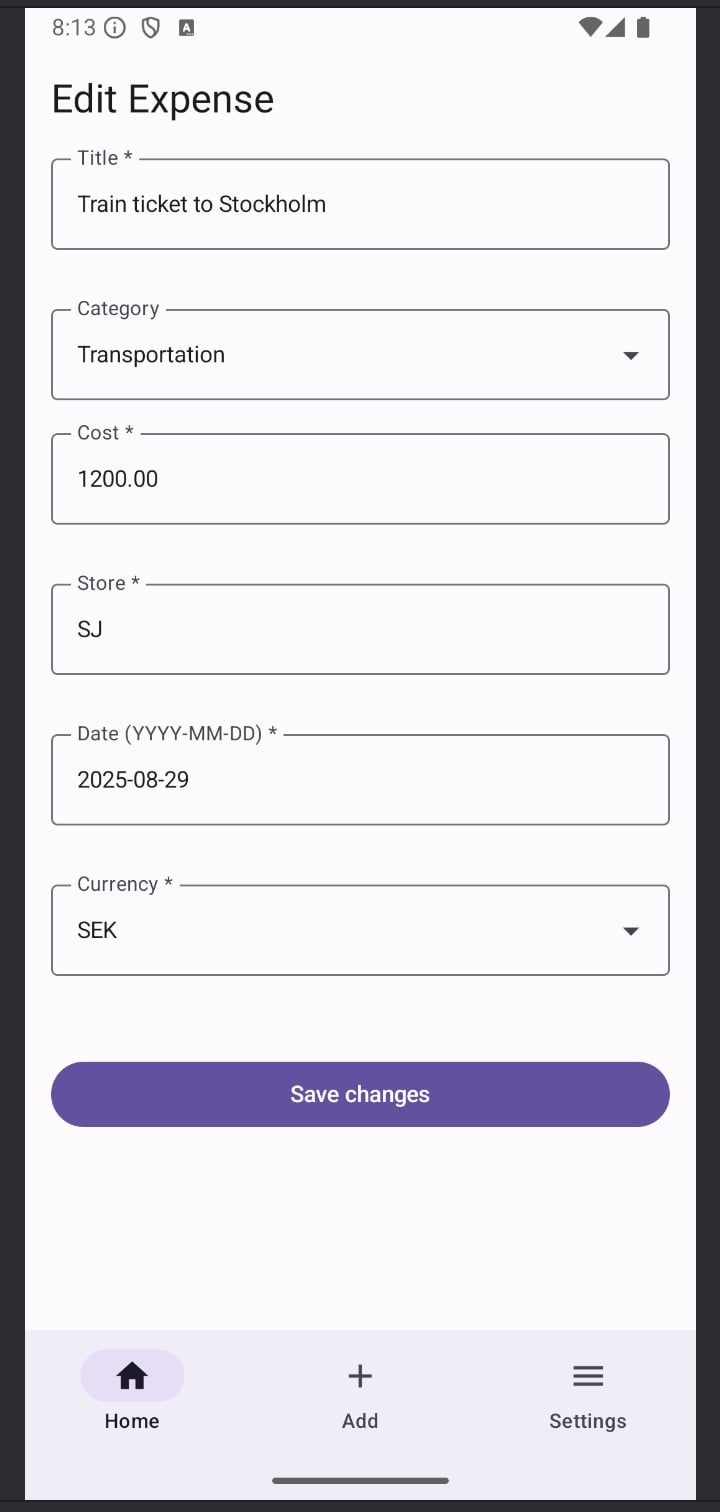 8:13
Edit Expense
Title *
Train ticket to Stockholm
Category
Transportation
Cost *
1200.00
Store *
SJ
Date (YYYY-MM-DD) *
2025-08-29
Currency *
SEK
Save changes
Home Add Settings